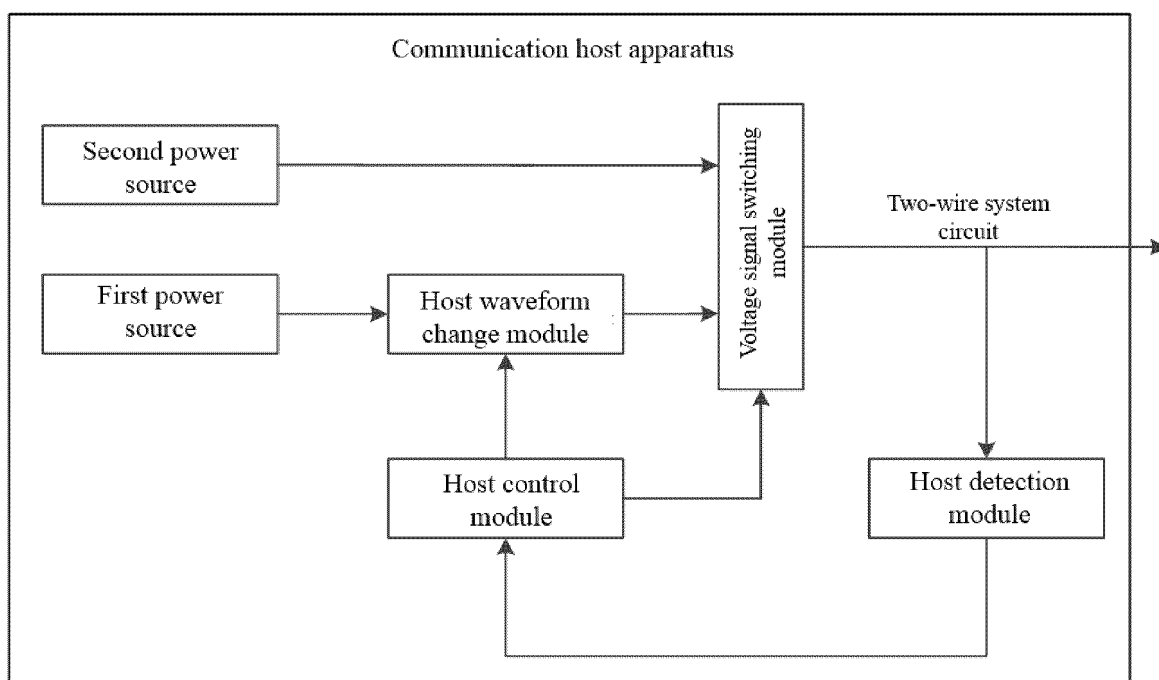 Communication host apparatus
Second power
source
Voltage signal switching
module
Two-wire system
circuit
First power
source
Host waveform
change module
Host control
module
Host detection
module